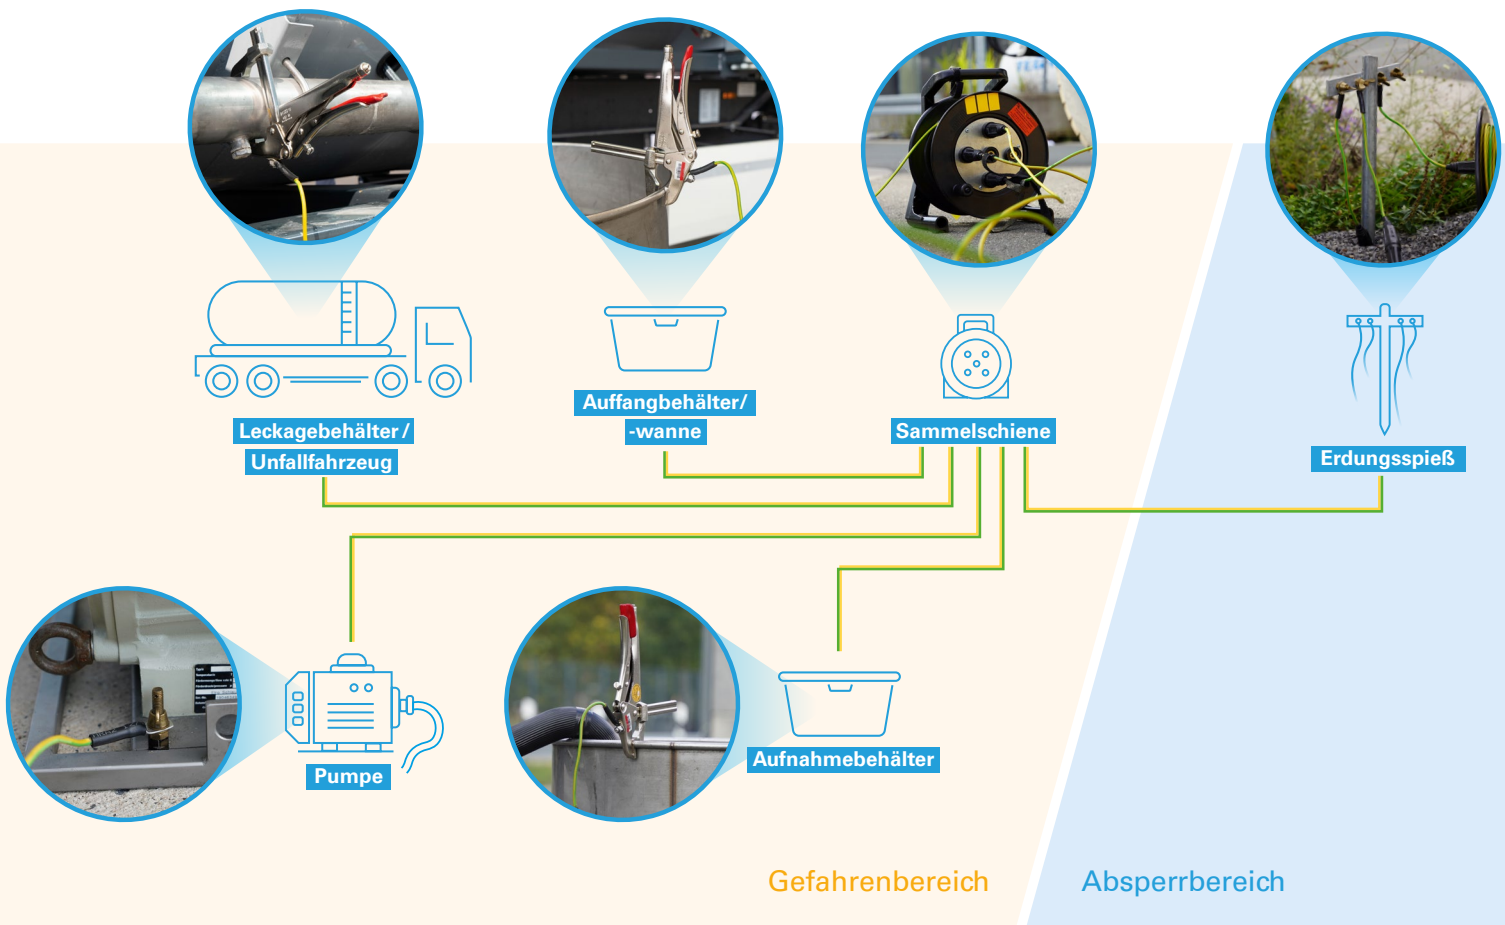 Leckagebehälter/
Unfallfahrzeug
Auffangbehälter/
-wanne
Sammelschiene
Erdungsspieß
Pumpe
Aufnahmebehälter
Gefahrenbereich
Absperrbereich